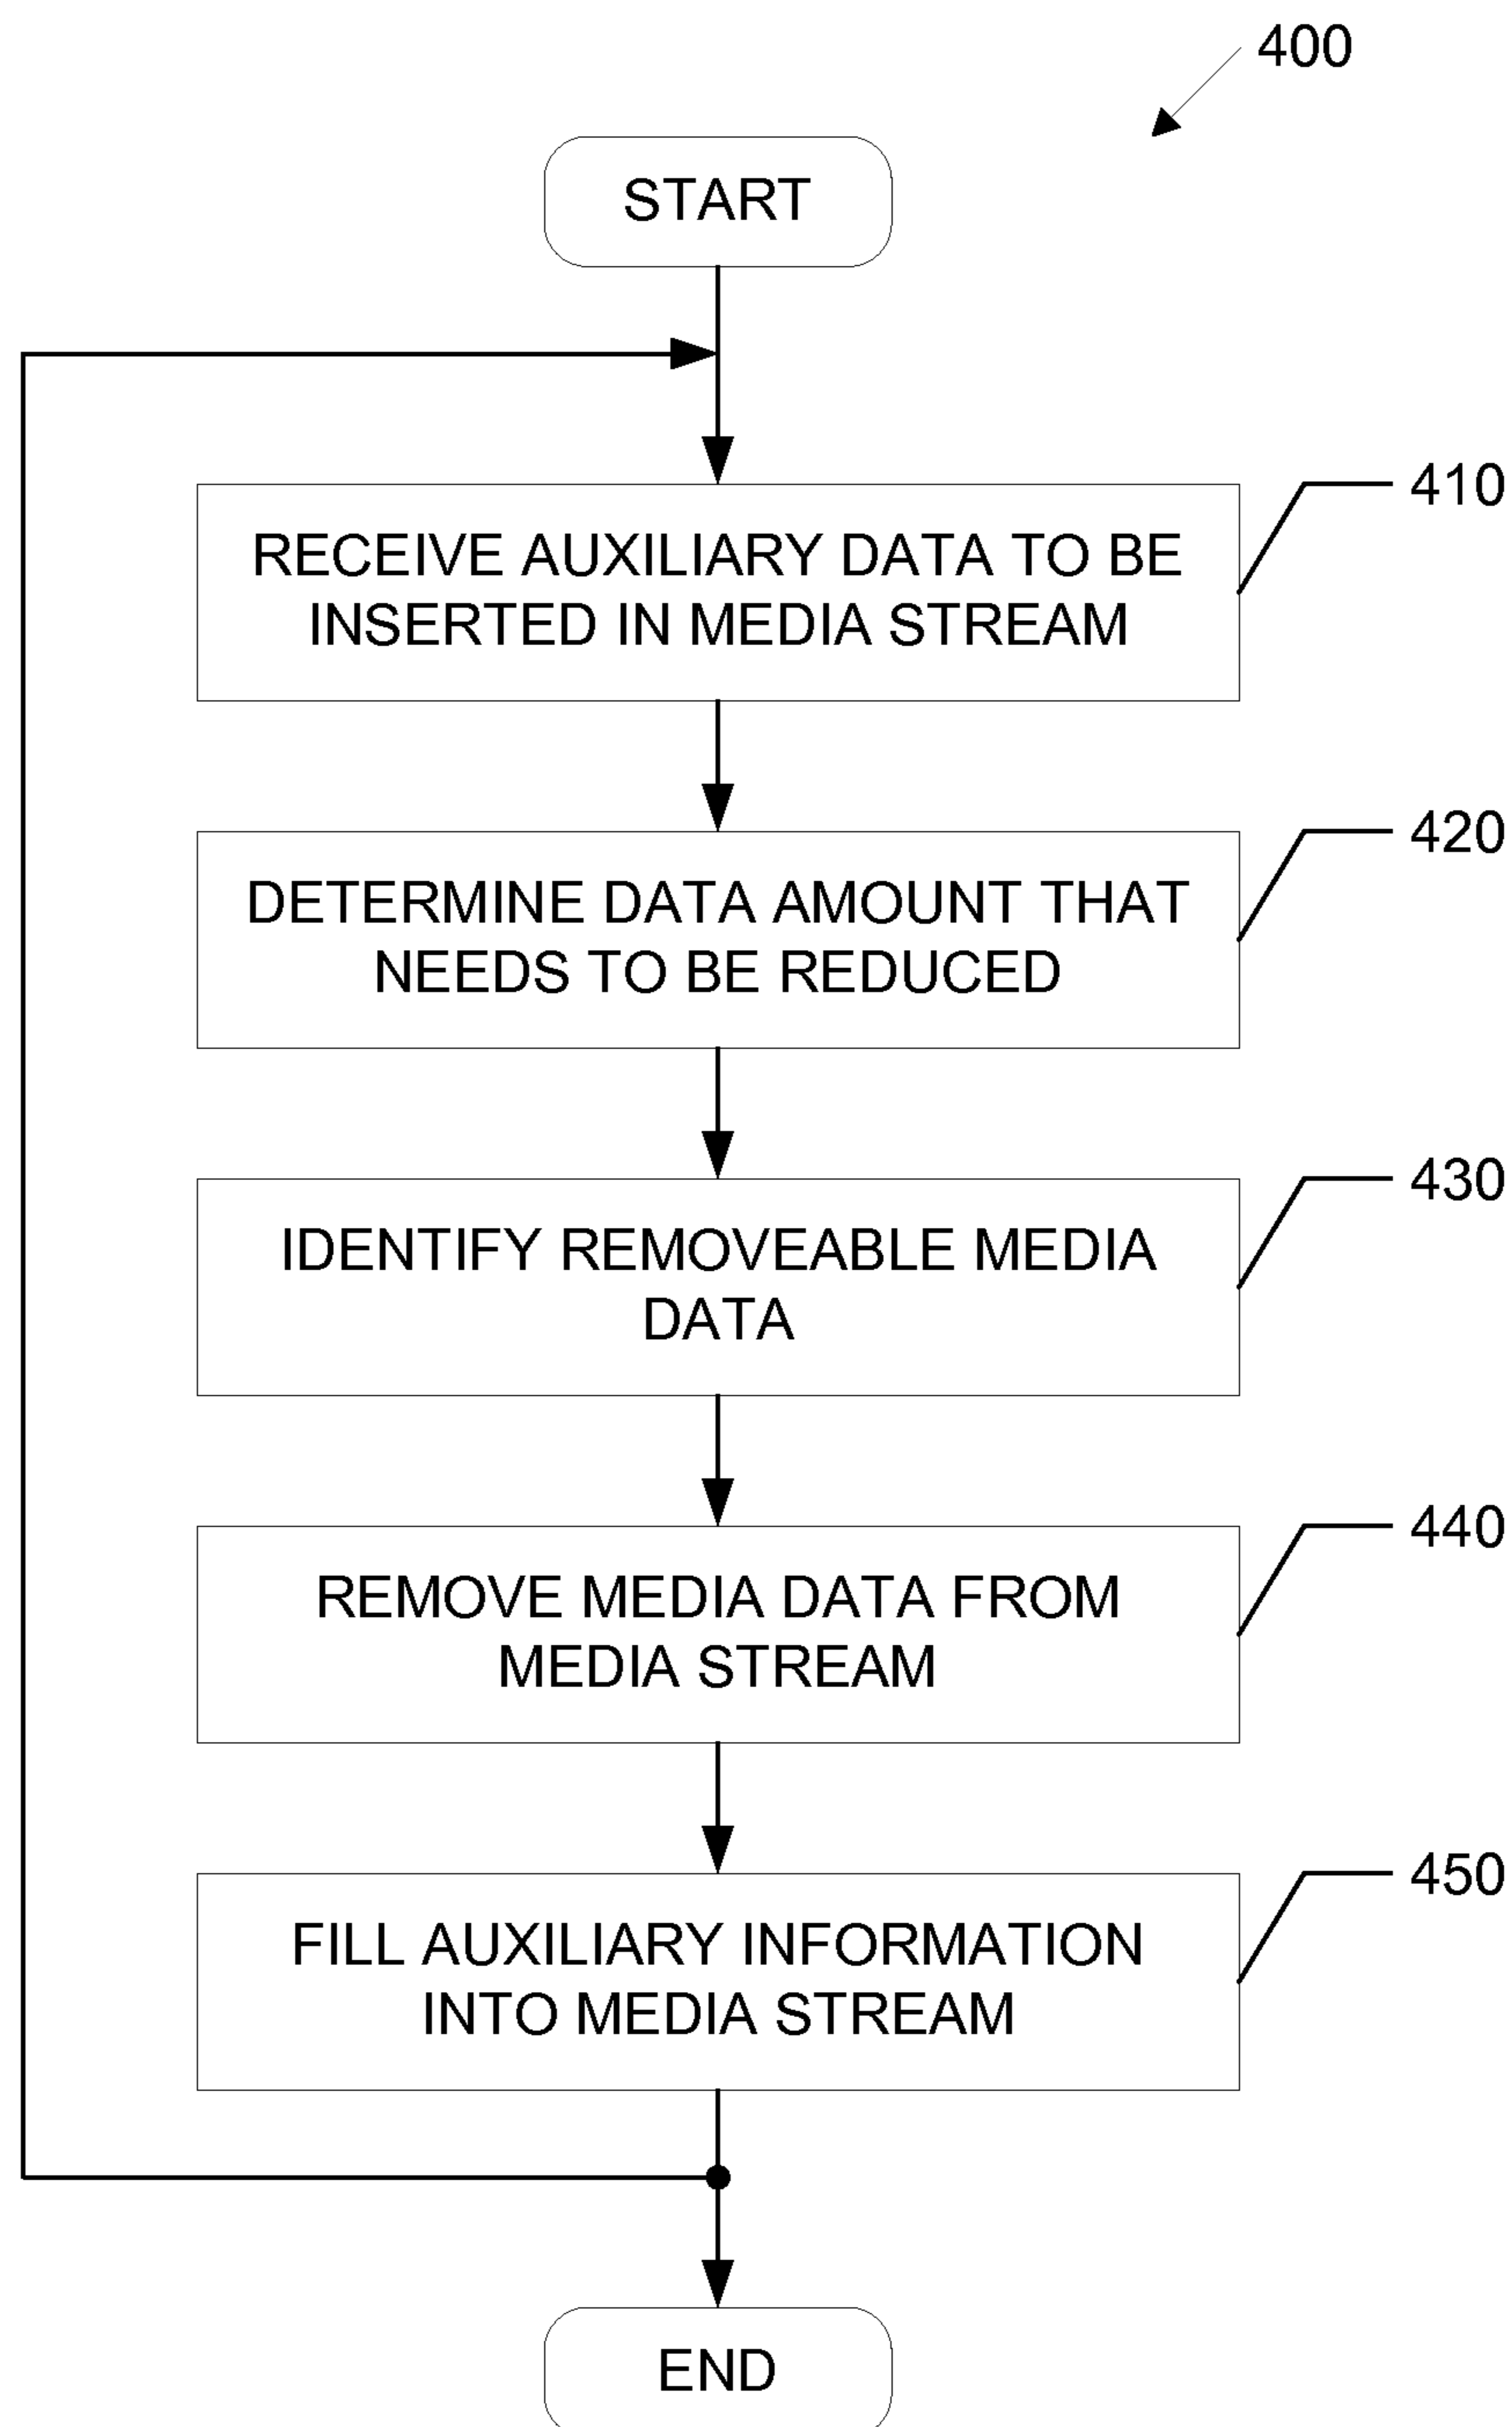 400
START
RECEIVE AUXILIARY DATA TO BE
INSERTED IN MEDIA STREAM
410
DETERMINE DATA AMOUNT THAT
NEEDS TO BE REDUCED
420
IDENTIFY REMOVEABLE MEDIA
DATA
430
REMOVE MEDIA DATA FROM
MEDIA STREAM
440
FILL AUXILIARY INFORMATION
INTO MEDIA STREAM
450
END